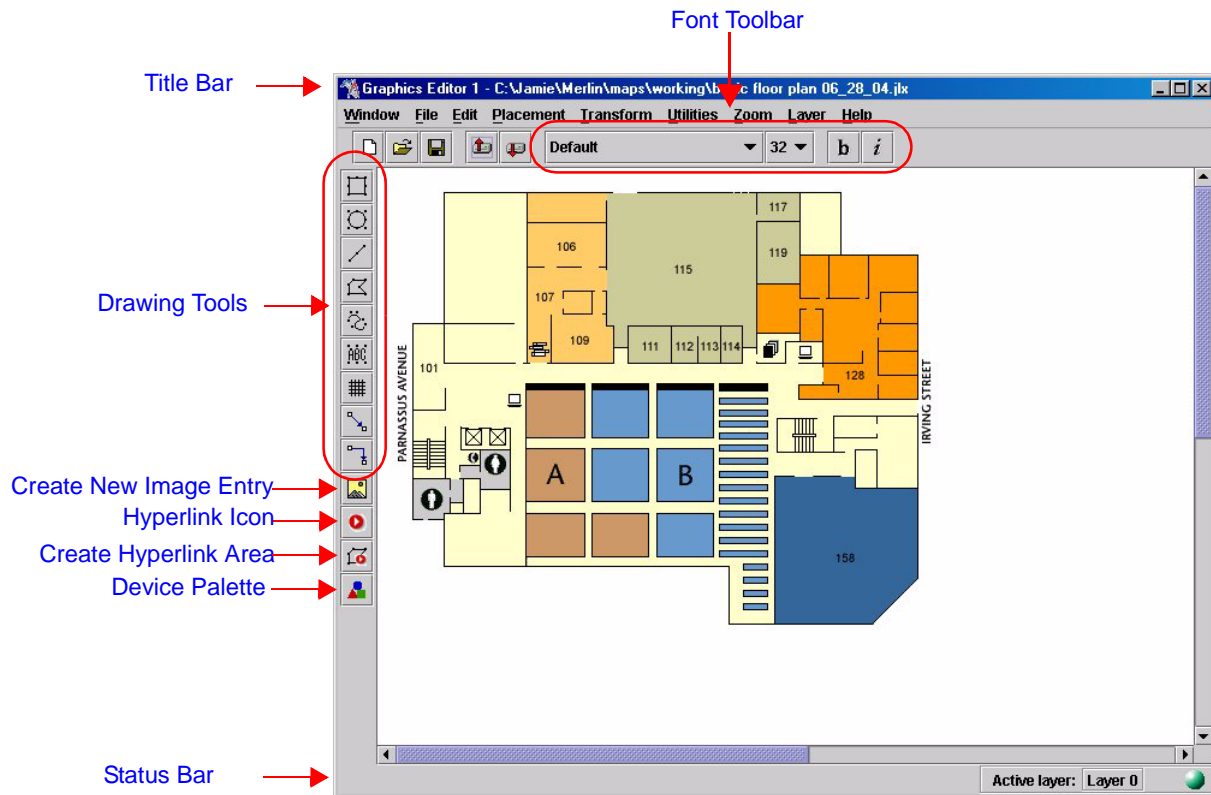 Font Toolbar
Title Bar
Graphics Editor 1 - C:\Jamie\Merlin\maps\working\b
c floor plan 06_28_04.jlx
Window File Edit Placement Transform Utilities Zoom Layer Help
Default 32 b i
Drawing Tools
ABC
Create New Image Entry
Hyperlink Icon
Create Hyperlink Area
Device Palette
117
106
119
115
107
109
111 112 113 114
101
128
PARNASSUS AVENUE
IRVING STREET
A
B
158
Status Bar
Active layer: Layer 0